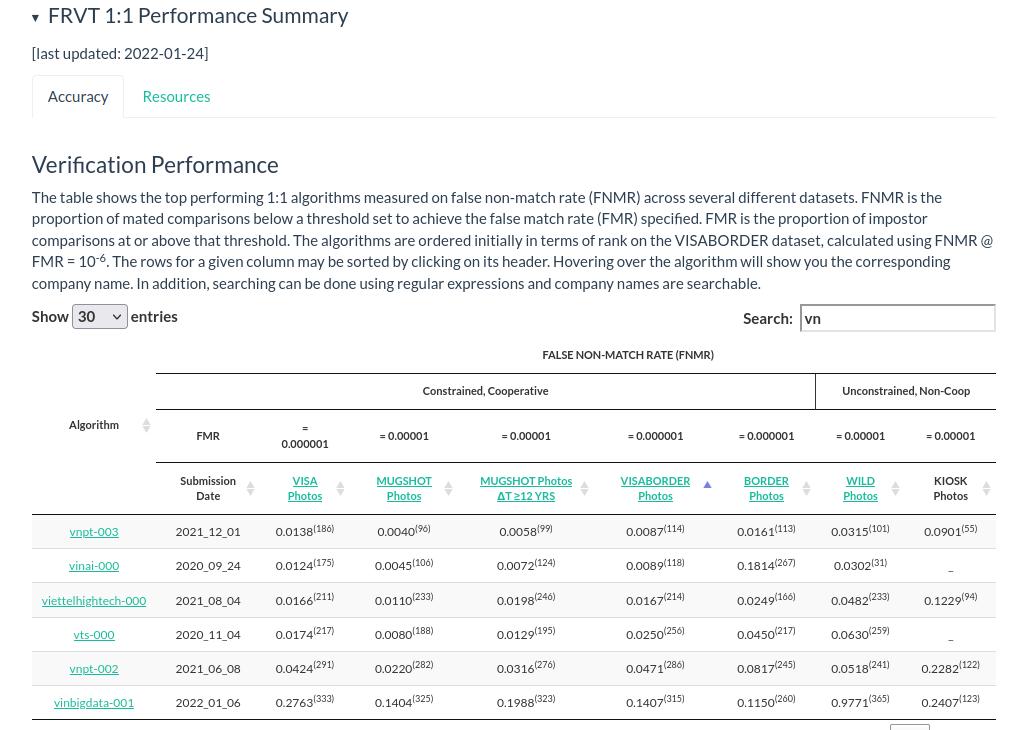 ▾ FRVT 1:1 Performance Summary
[last updated: 2022-01-24]
Accuracy Resources
Verification Performance
The table shows the top performing 1:1 algorithms measured on false non-match rate (FNMR) across several different datasets. FNMR is the
proportion of mated comparisons below a threshold set to achieve the false match rate (FMR) specified. FMR is the proportion of impostor
comparisons at or above that threshold. The algorithms are ordered initially in terms of rank on the VISABORDER dataset, calculated using FNMR @
FMR = 10-6. The rows for a given column may be sorted by clicking on its header. Hovering over the algorithm will show you the corresponding
company name. In addition, searching can be done using regular expressions and company names are searchable.
Show 30 entries Search: vn
FALSE NON-MATCH RATE (FNMR)
Constrained, Cooperative Unconstrained, Non-Coop
Algorithm
FMR = 0.000001 = 0.00001 = 0.00001 = 0.000001 = 0.000001 = 0.00001 = 0.00001
Submission Date VISA Photos MUGSHOT Photos MUGSHOT Photos ΔT ≥12 YRS VISABORDER Photos BORDER Photos WILD Photos KIOSK Photos
vnpt-003 2021_12_01 0.0138(186) 0.0040(96) 0.0058(99) 0.0087(114) 0.0161(113) 0.0315(101) 0.0901(55)
vinai-000 2020_09_24 0.0124(175) 0.0045(106) 0.0072(124) 0.0089(118) 0.1814(267) 0.0302(31) _
viettelhightech-000 2021_08_04 0.0166(211) 0.0110(233) 0.0198(246) 0.0167(214) 0.0249(166) 0.0482(233) 0.1229(94)
vts-000 2020_11_04 0.0174(217) 0.0080(188) 0.0129(195) 0.0250(256) 0.0450(217) 0.0630(259) _
vnpt-002 2021_06_08 0.0424(291) 0.0220(282) 0.0316(276) 0.0471(286) 0.0817(245) 0.0518(241) 0.2282(122)
vinbigdata-001 2022_01_06 0.2763(333) 0.1404(325) 0.1988(323) 0.1407(315) 0.1150(260) 0.9771(365) 0.2407(123)